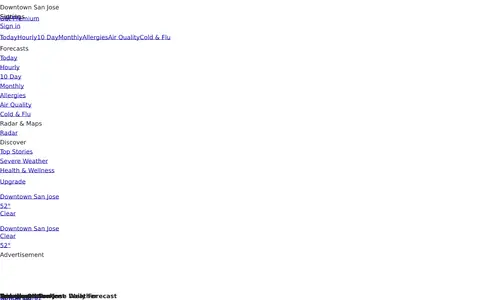 Downtown San Jose
Settings
Sign in
TodayHourly10 DayMonthlyAllergiesAir QualityCold & Flu
Forecasts
Today
Hourly
10 Day
Monthly
Allergies
Air Quality
Cold & Flu
Radar & Maps
Radar
Discover
Top Stories
Severe Weather
Health & Wellness
Upgrade
Downtown San Jose
52°
Clear
Downtown San Jose
Clear
52°
Advertisement
Forecast